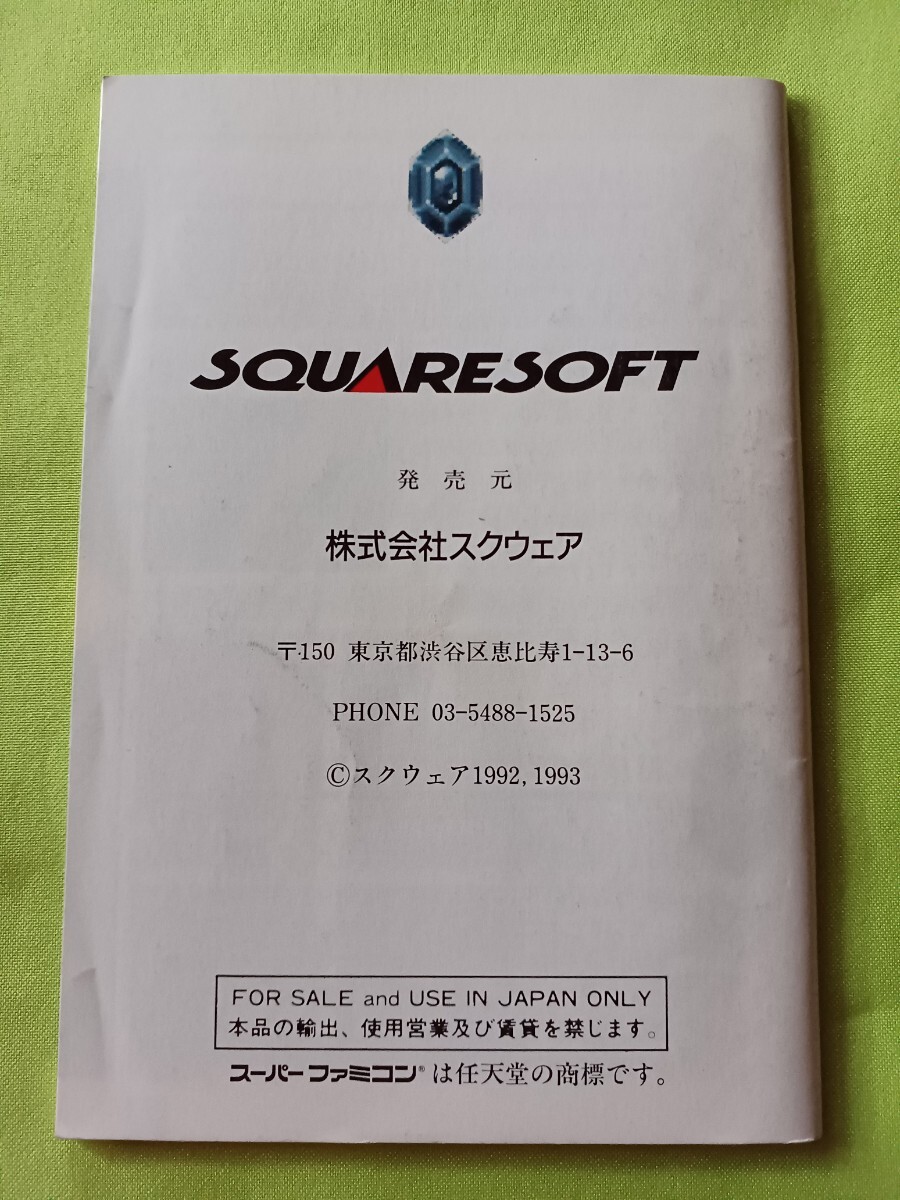 SQUARESOFT
発売元
株式会社スクウェア
〒150 東京都渋谷区恵比寿1-13-6
PHONE 03-5488-1525
©スクウェア1992,1993
FOR SALE and USE IN JAPAN ONLY
本品の輸出、使用営業及び賃貸を禁じます。
スーパーファミコン®は任天堂の商標です。